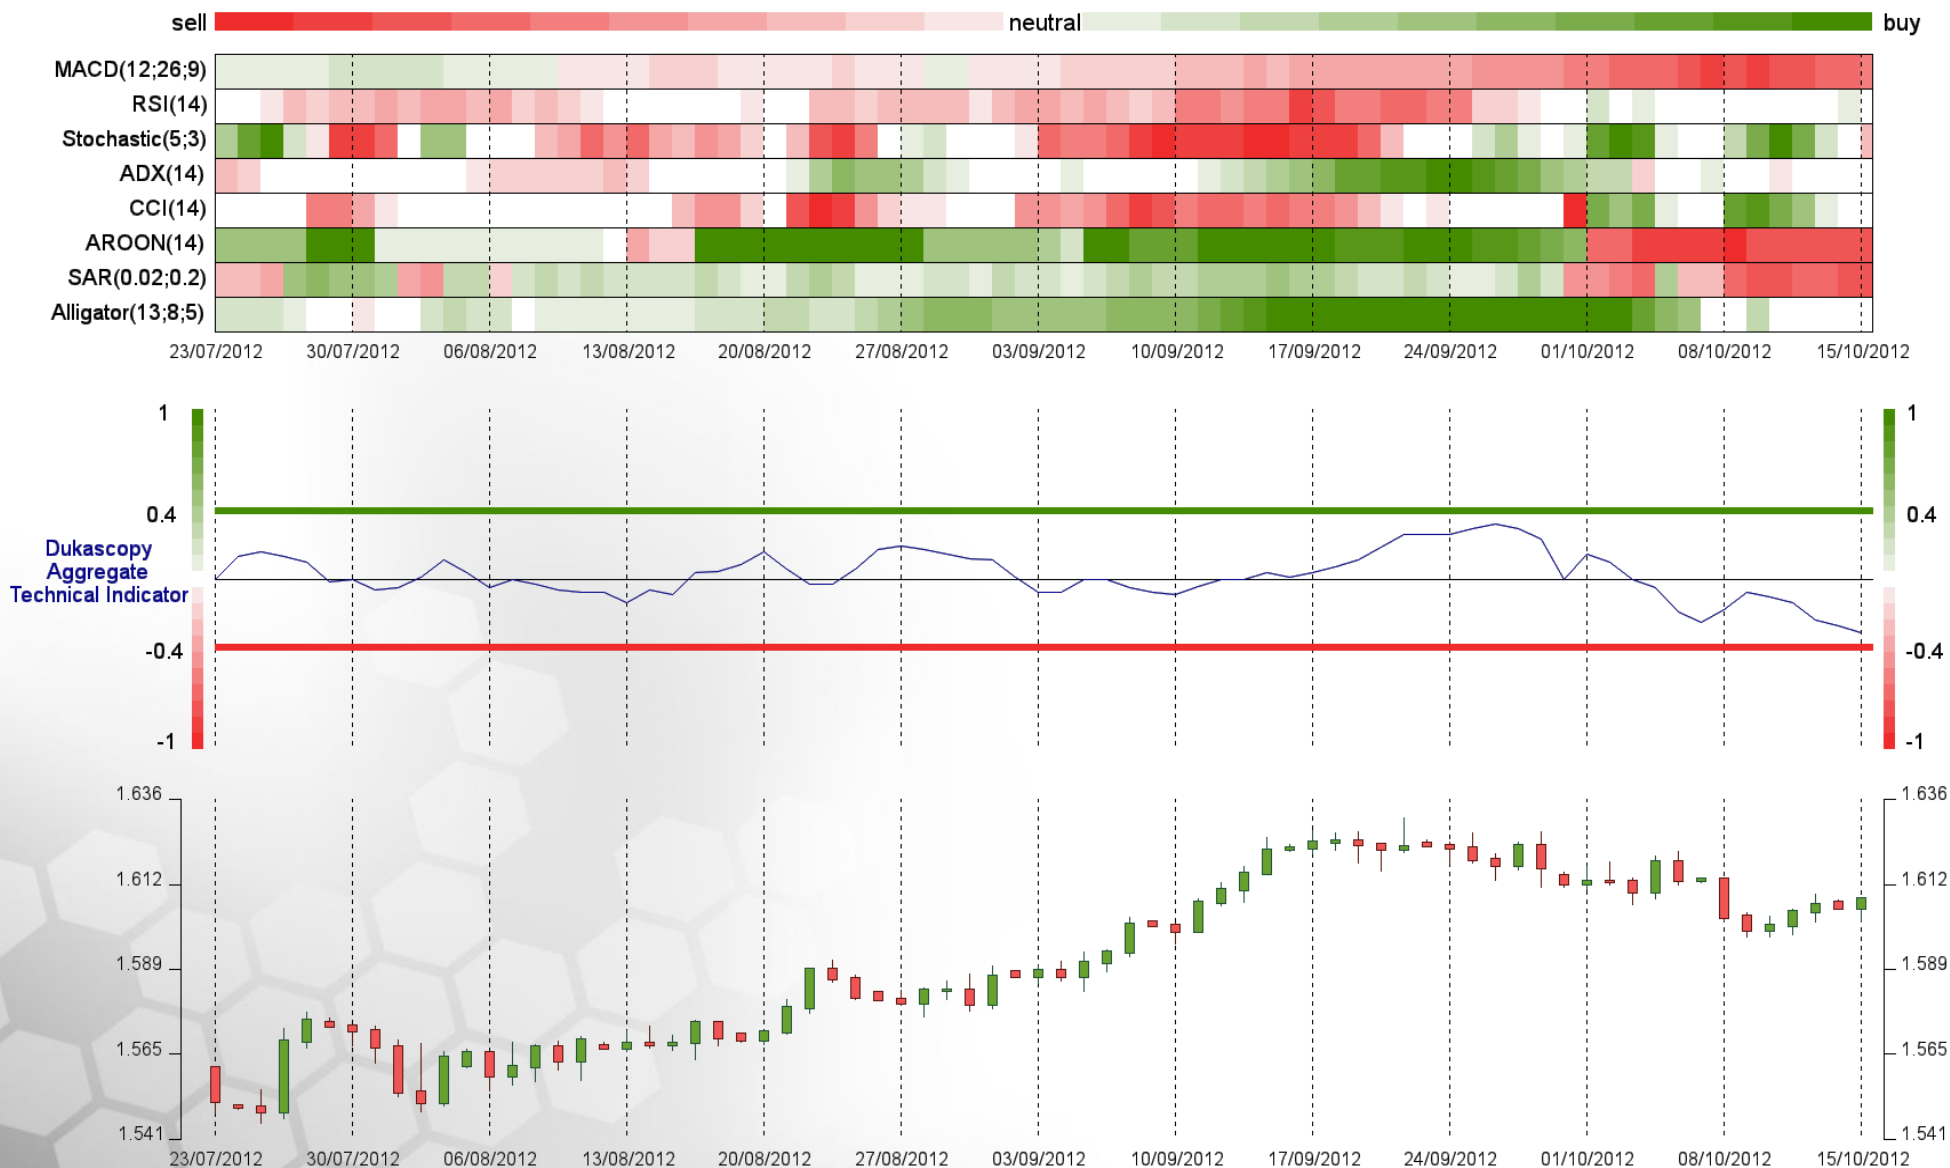 sell neutral buy
MACD(12;26;9)
RSI(14)
Stochastic(5;3)
ADX(14)
CCI(14)
AROON(14)
SAR(0.02;0.2)
Alligator(13;8;5)
23/07/2012 30/07/2012 06/08/2012 13/08/2012 20/08/2012 27/08/2012 03/09/2012 10/09/2012 17/09/2012 24/09/2012 01/10/2012 08/10/2012 15/10/2012
1 1
0.4 0.4
Dukascopy
Aggregate
Technical Indicator
-0.4 -0.4
-1 -1
1.636 1.636
1.612 1.612
1.589 1.589
1.565 1.565
1.541 1.541
23/07/2012 30/07/2012 06/08/2012 13/08/2012 20/08/2012 27/08/2012 03/09/2012 10/09/2012 17/09/2012 24/09/2012 01/10/2012 08/10/2012 15/10/2012